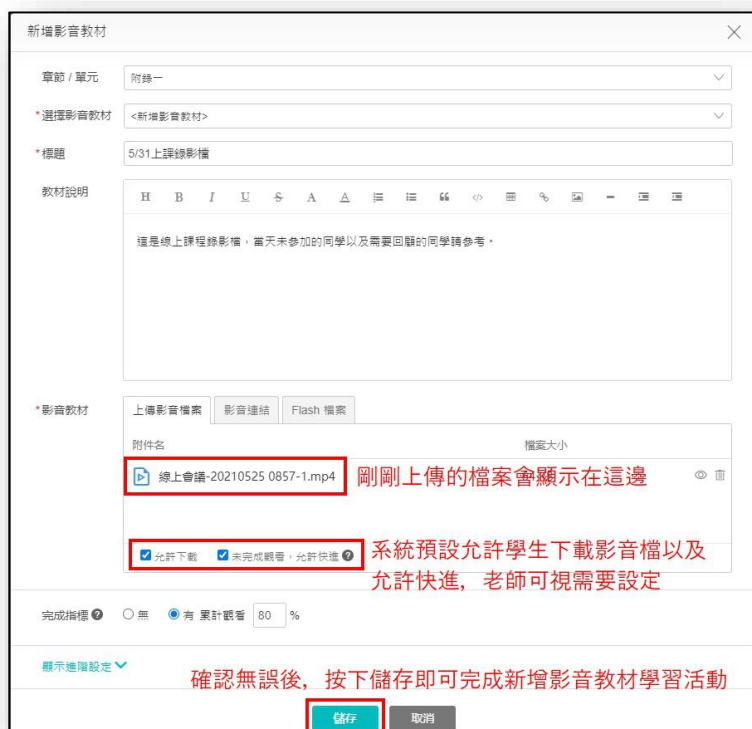 新增影音教材
章節 / 單元 附錄一
*選擇影音教材 <新增影音教材>
*標題 5/31上課錄影檔
教材說明
H B I U S A A
這是線上課程錄影檔，當天未參加的同學以及需要回顧的同學請參考。
*影音教材 上傳影音檔案 影音連結 Flash 檔案
附件名 檔案大小
線上會議-20210525 0857-1.mp4 剛剛上傳的檔案會顯示在這邊
允許下載 未完成觀看，允許快進 系統預設允許學生下載影音檔以及
允許快進，老師可視需要設定
完成指標 無 有 累計觀看 80 %
顯示進階設定
確認無誤後，按下儲存即可完成新增影音教材學習活動
儲存 取消